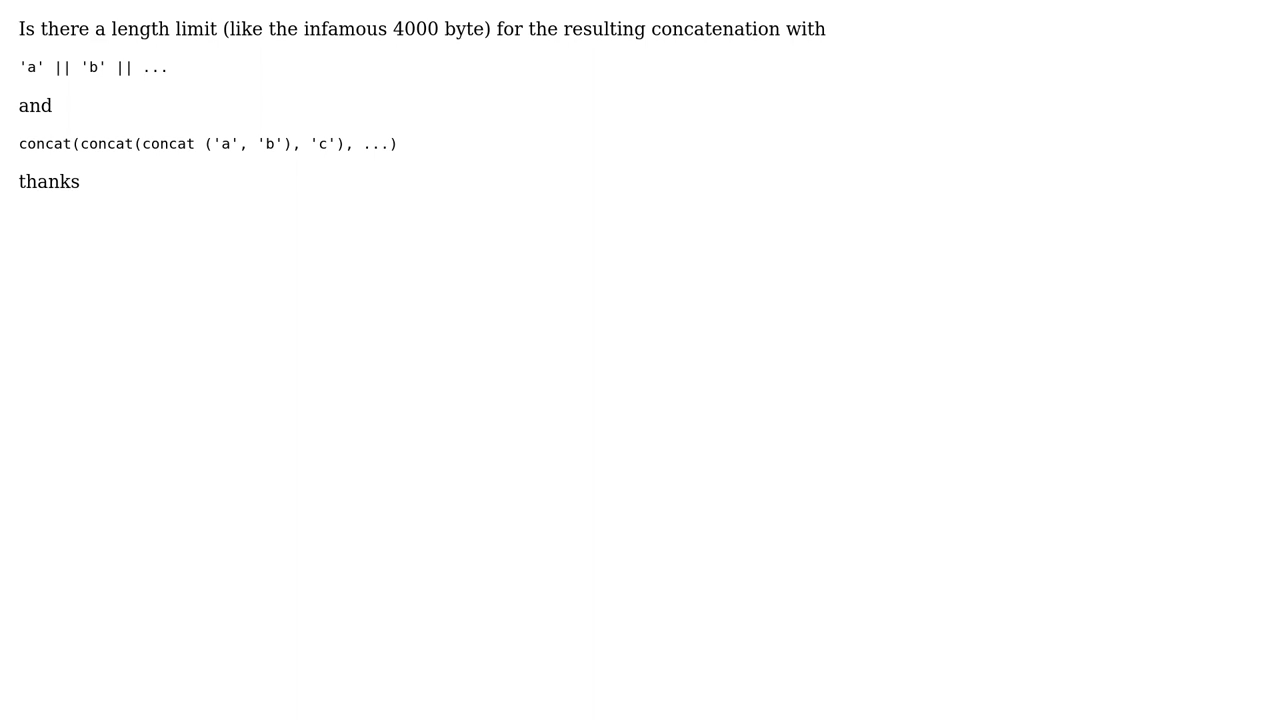 Is there a length limit (like the infamous 4000 byte) for the resulting concatenation with
'a' || 'b' || ...
and
concat(concat(concat ('a', 'b'), 'c'), ...)
thanks